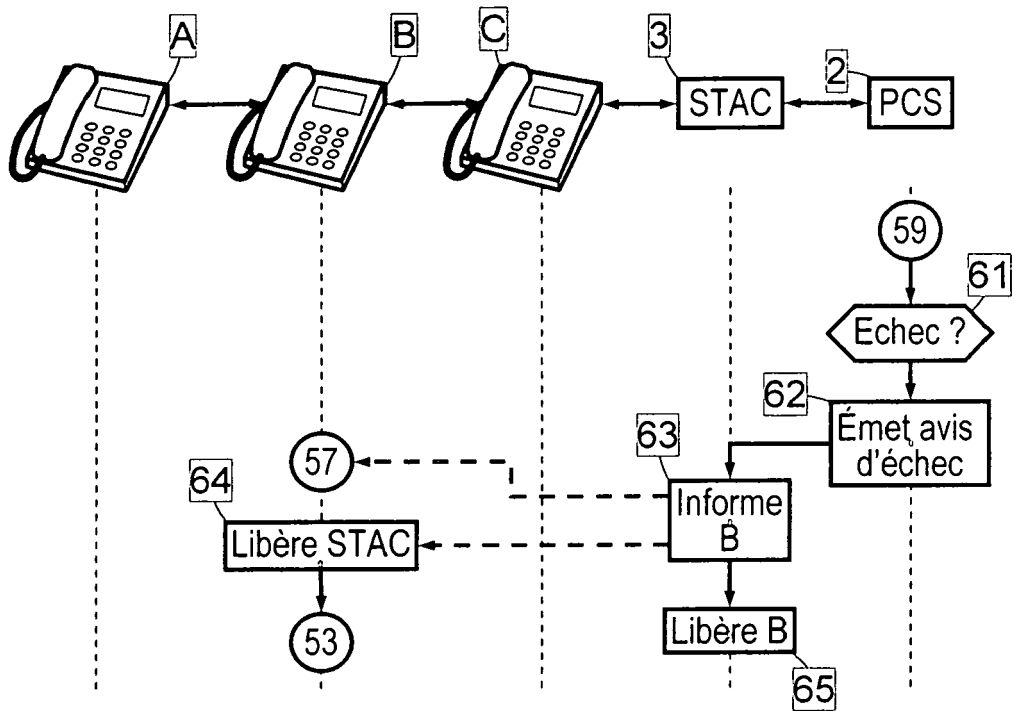 A
B
C
3
2
STAC
PCS
59
61
Echec ?
62
Émet avis
d'échec
63
57
64
Informe
B
Libère STAC
53
Libère B
65